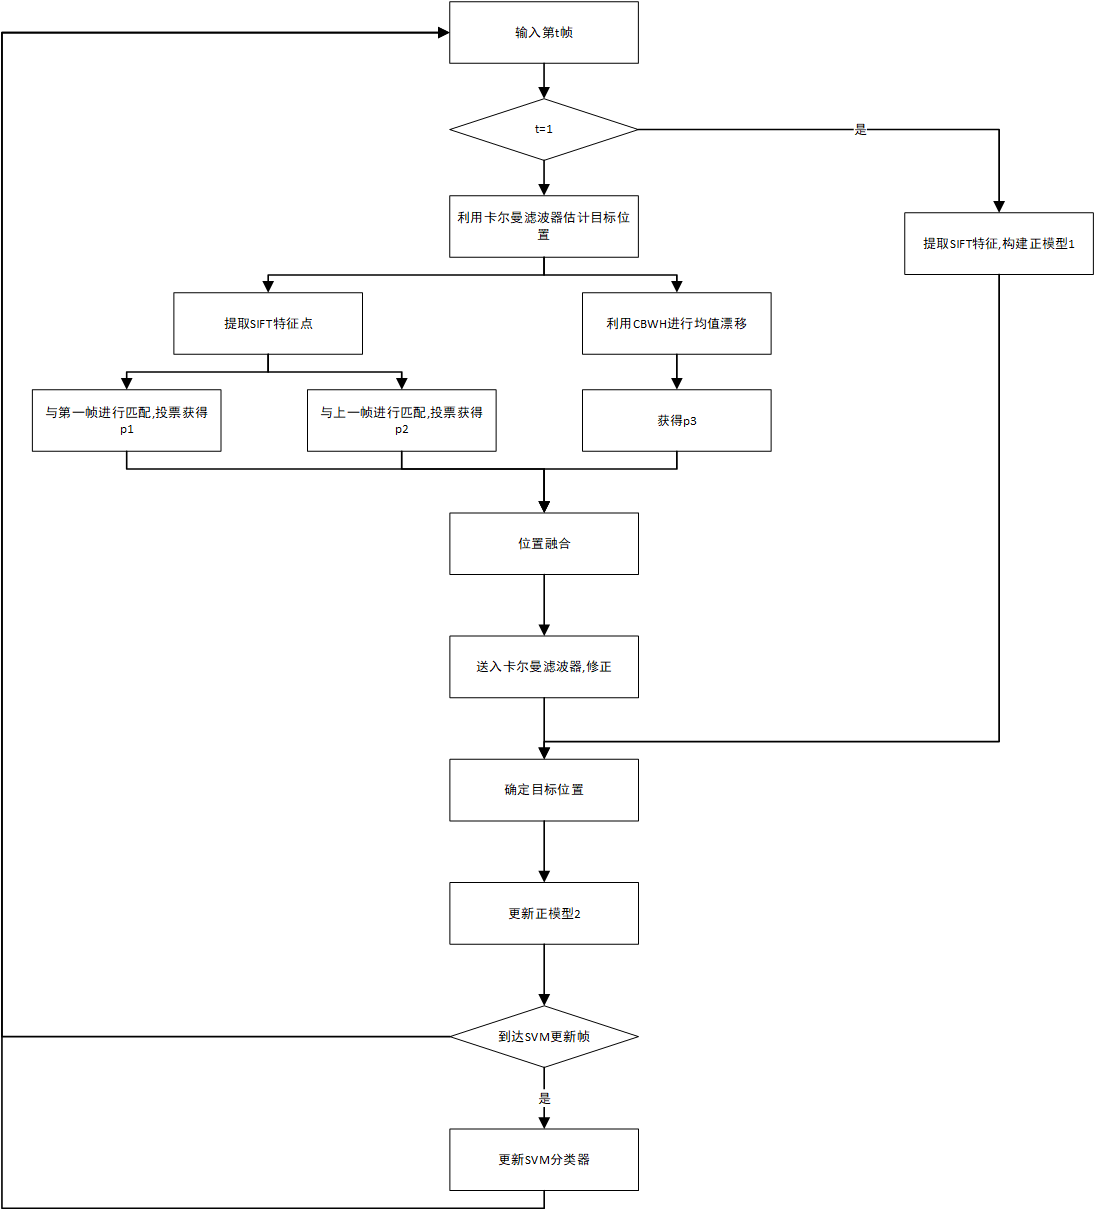 输入第t帧
t=1
是
利用卡尔曼滤波器估计目标位
置
提取SIFT特征,构建正模型1
提取SIFT特征点
利用CBWH进行均值漂移
与第一帧进行匹配,投票获得
p1
与上一帧进行匹配,投票获得
p2
获得p3
位置融合
送入卡尔曼滤波器,修正
确定目标位置
更新正模型2
到达SVM更新帧
是
更新SVM分类器